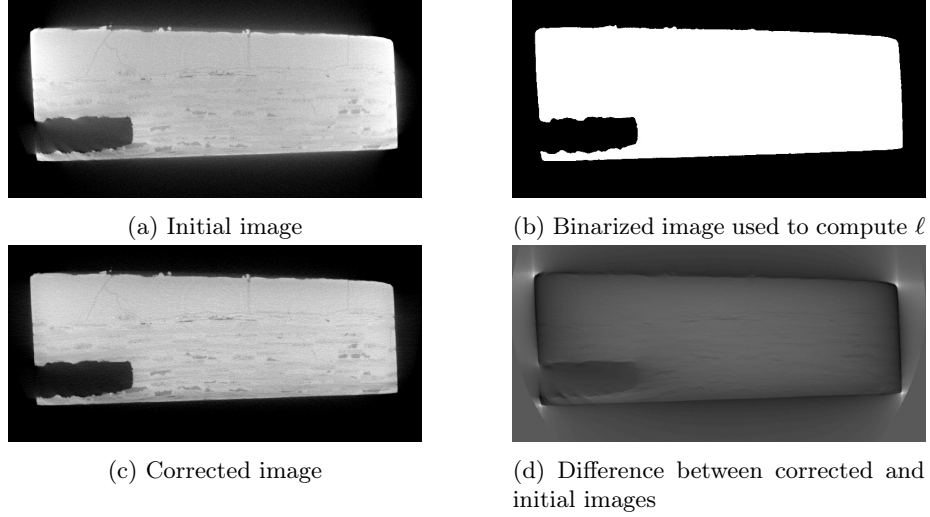 (a) Initial image
(b) Binarized image used to compute ℓ
(c) Corrected image
(d) Difference between corrected and
initial images